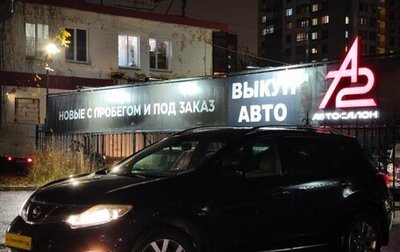 НОВЫЕ С ПРОБЕГОМ И ПОД ЗАКАЗ
ВЫКУП
АВТО
А2
АВТОСАЛОН